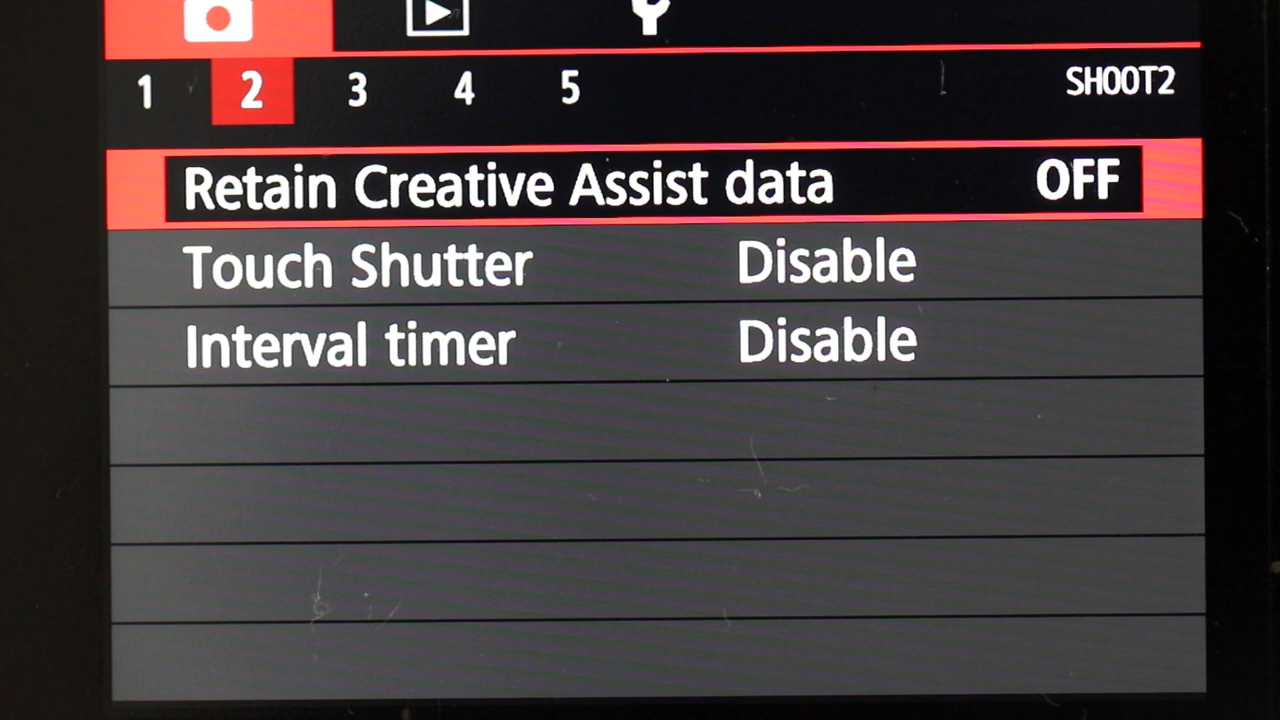 1 2 3 4 5 SHOOT2
Retain Creative Assist data OFF
Touch Shutter Disable
Interval timer Disable